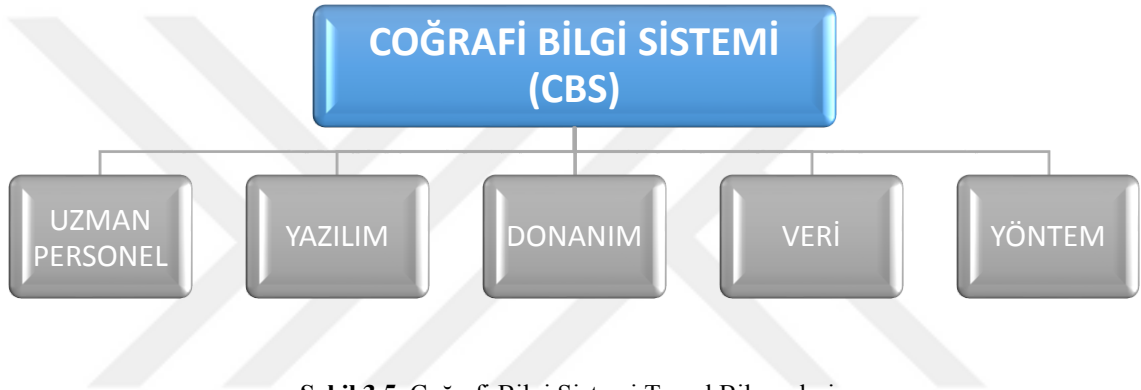 COĞRAFİ BİLGİ SİSTEMİ
(CBS)
UZMAN
PERSONEL
YAZILIM
DONANIM
VERİ
YÖNTEM